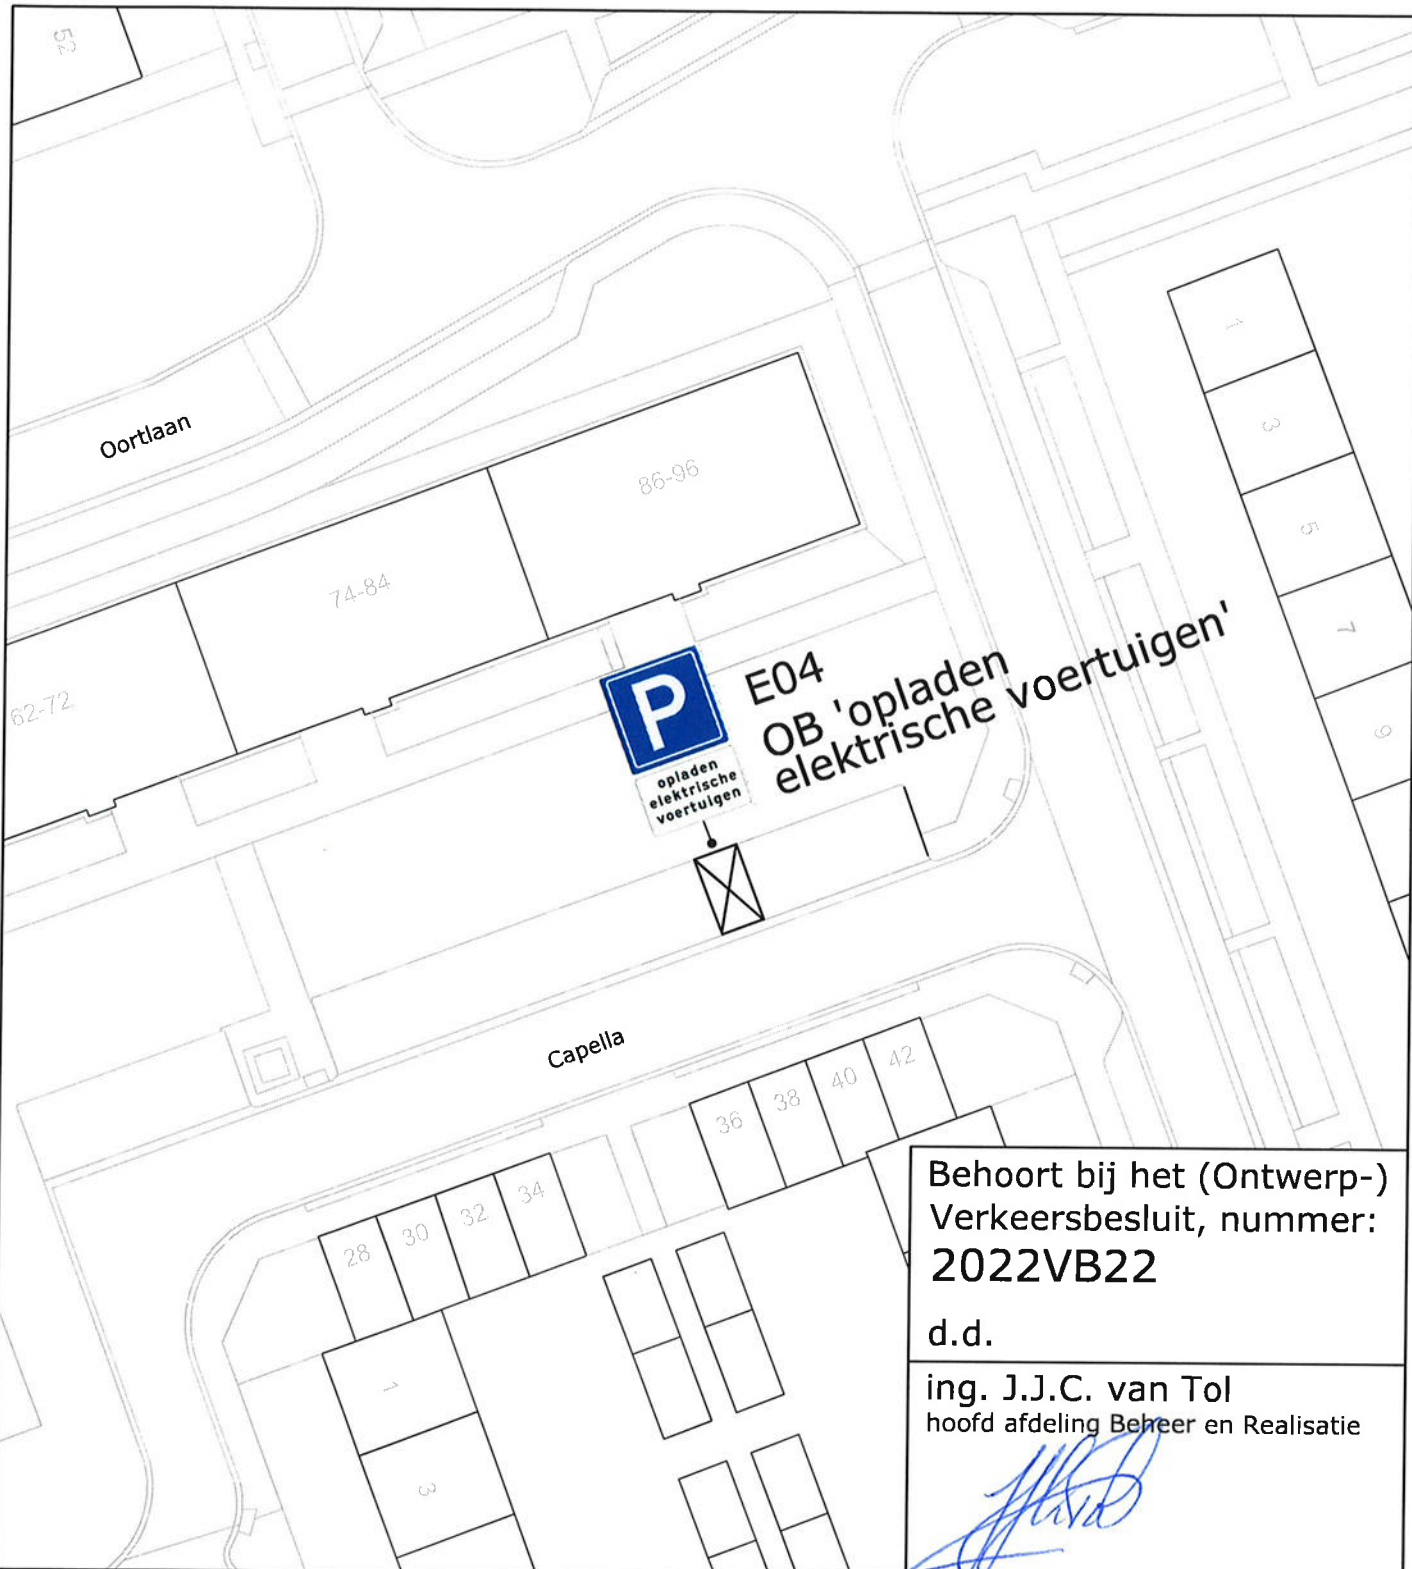 52
Oortlaan
86-96
74-84
62-72
1
3
5
7
9
P
opladen
elektrische
voertuigen
E04
OB 'opladen
elektrische voertuigen'
Capella
36
38
40
42
28
30
32
34
1
3
Behoort bij het (Ontwerp-)
Verkeersbesluit, nummer:
2022VB22
d.d.
ing. J.J.C. van Tol
hoofd afdeling Beheer en Realisatie